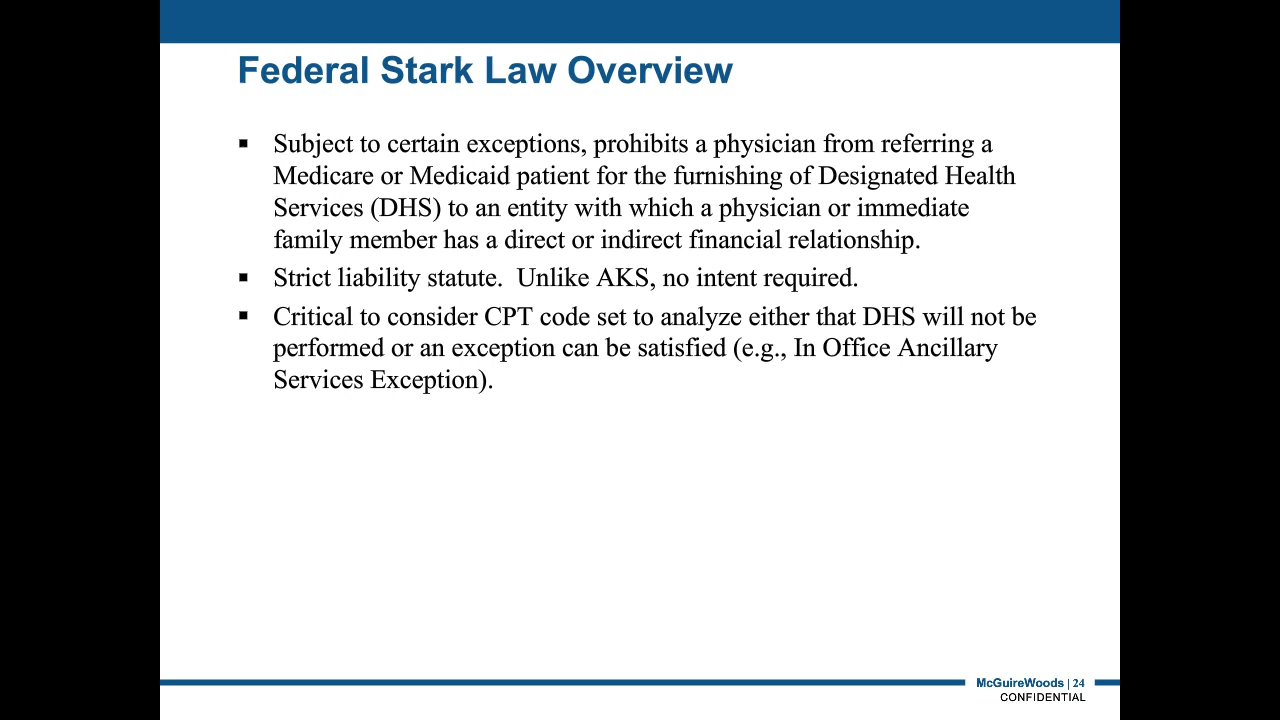 Federal Stark Law Overview
▪ Subject to certain exceptions, prohibits a physician from referring a
Medicare or Medicaid patient for the furnishing of Designated Health
Services (DHS) to an entity with which a physician or immediate
family member has a direct or indirect financial relationship.
▪ Strict liability statute.  Unlike AKS, no intent required.
▪ Critical to consider CPT code set to analyze either that DHS will not be
performed or an exception can be satisfied (e.g., In Office Ancillary
Services Exception).
McGuireWoods | 24
CONFIDENTIAL